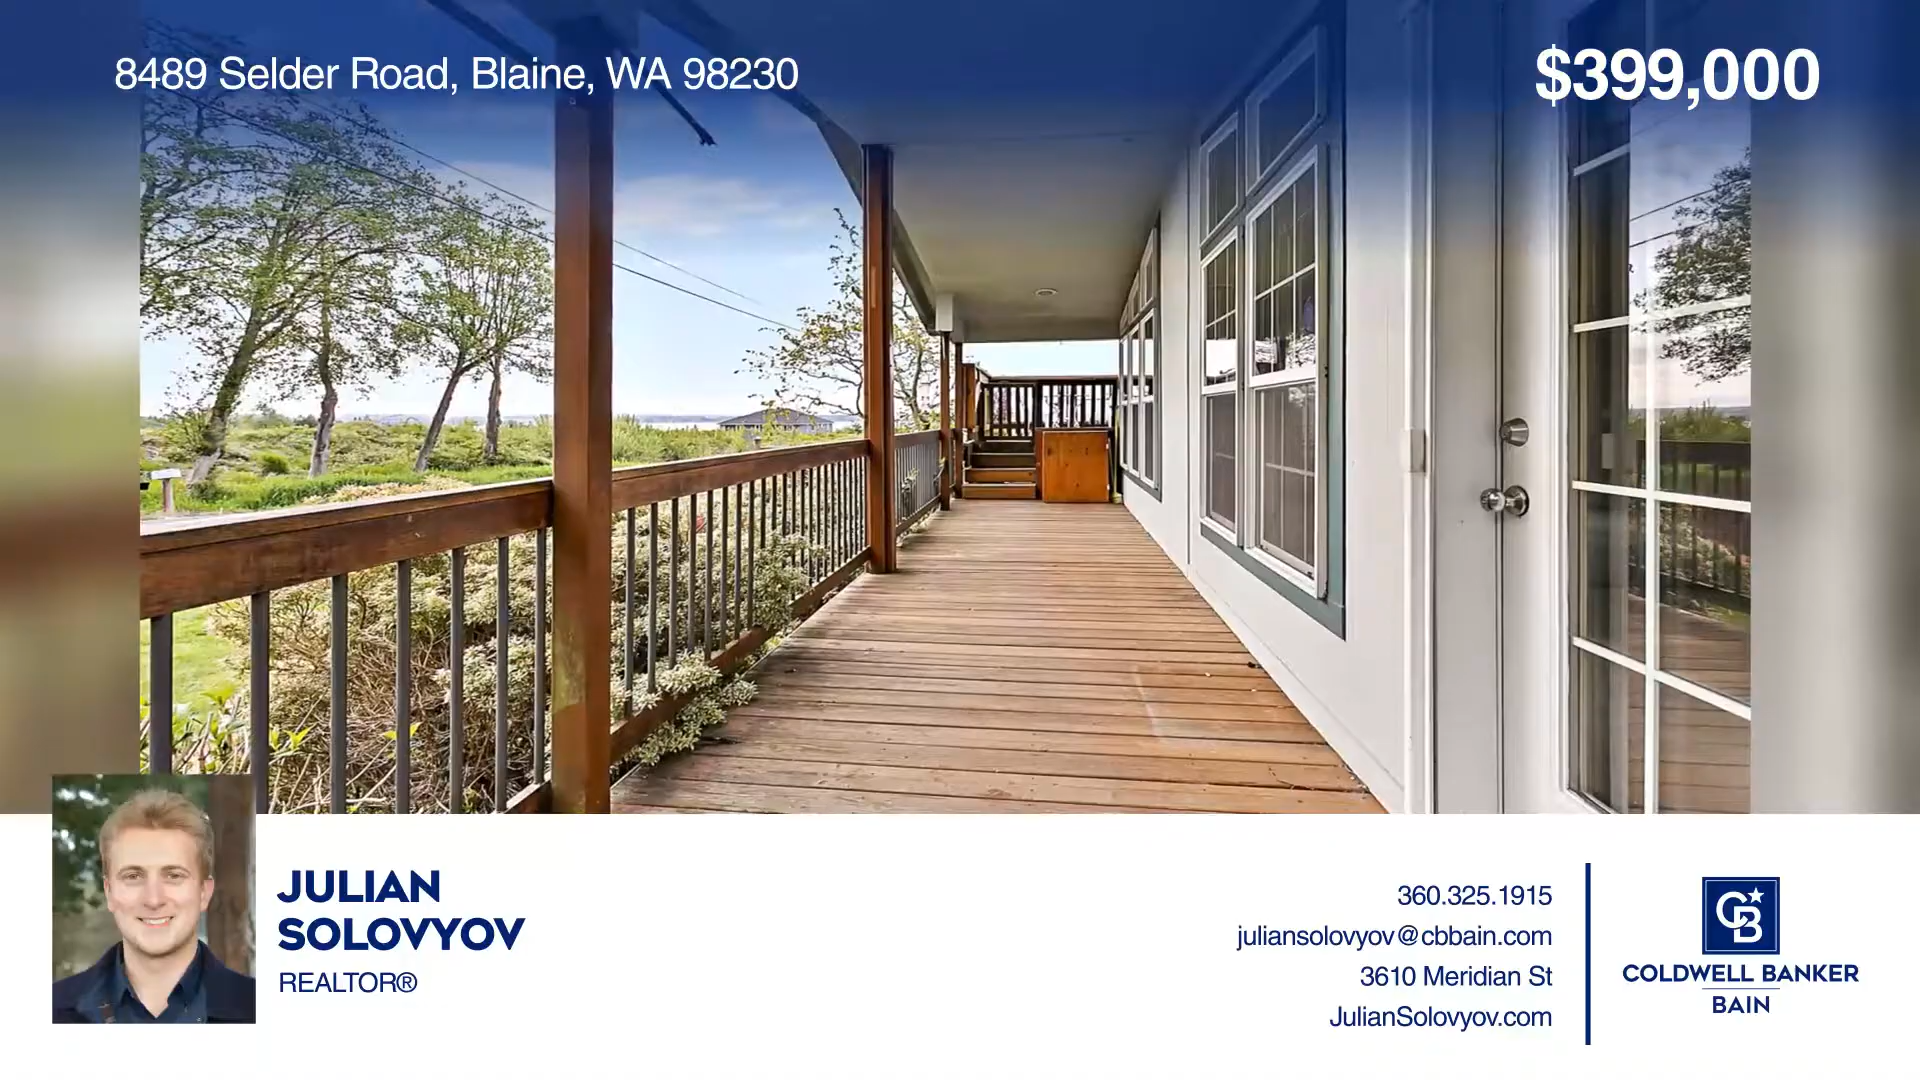 8489 Selder Road, Blaine, WA 98230
$399,000
JULIAN
SOLOVYOV
REALTOR®
360.325.1915
juliansolovyov@cbbain.com
3610 Meridian St
JulianSolovyov.com
CB
COLDWELL BANKER
BAIN